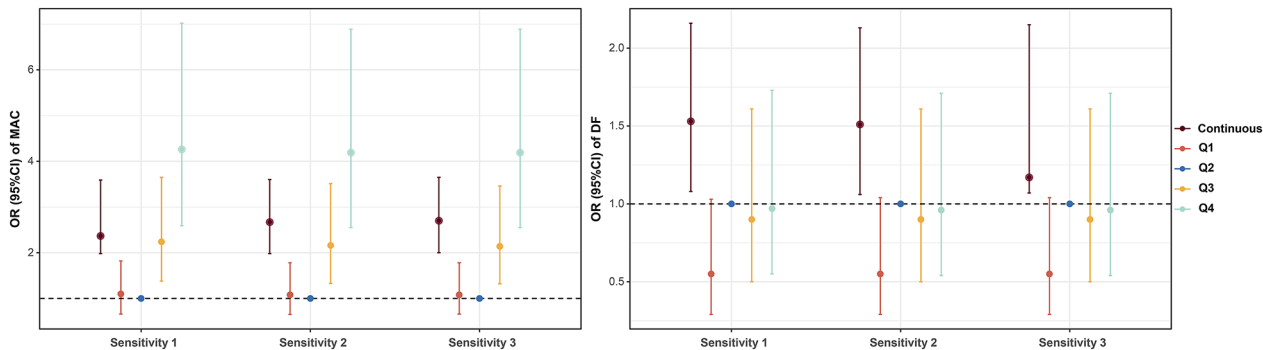 OR (95%CI) of MAC
6
4
2
Sensitivity 1
Sensitivity 2
Sensitivity 3
OR (95%CI) of DF
2.0
1.5
1.0
0.5
Sensitivity 1
Sensitivity 2
Sensitivity 3
Continuous
Q1
Q2
Q3
Q4